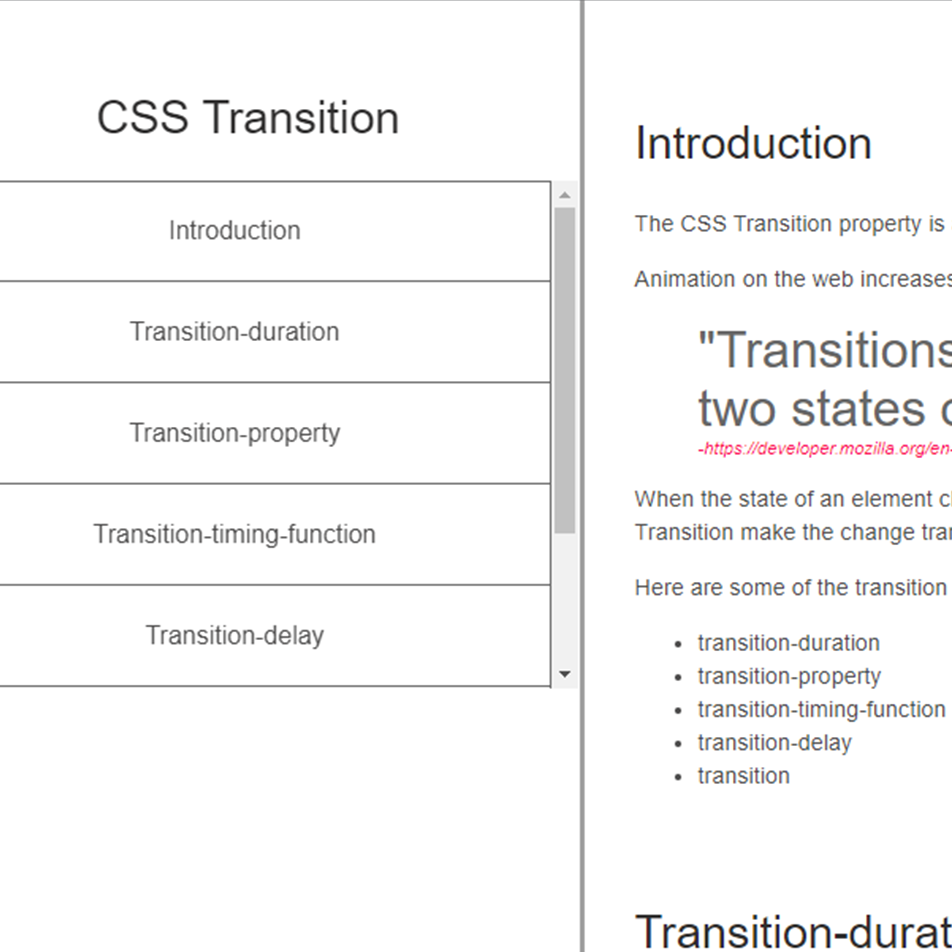 CSS Transition
Introduction
Transition-duration
Transition-property
Transition-timing-function
Transition-delay
Introduction
The CSS Transition property is
Animation on the web increases
"Transitions
two states
-https://developer.mozilla.org/en-
When the state of an element
Transition make the change
Here are some of the transition
• transition-duration
• transition-property
• transition-timing-function
• transition-delay
• transition